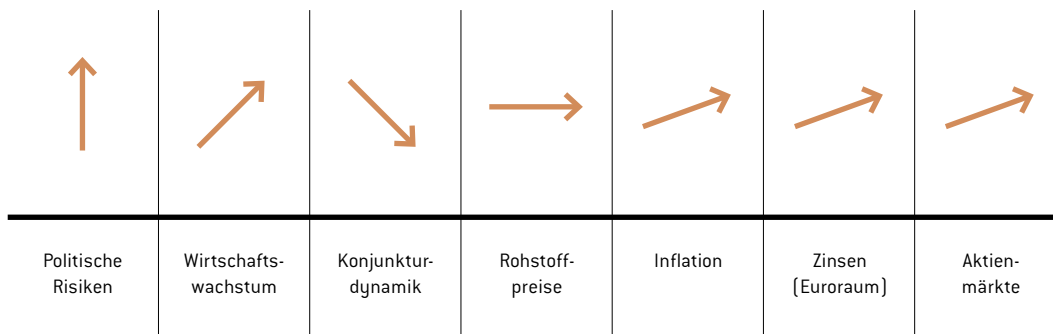 Politische
Risiken
Wirtschafts-
wachstum
Konjunktur-
dynamik
Rohstoff-
preise
Inflation
Zinsen
(Euroraum)
Aktien-
märkte